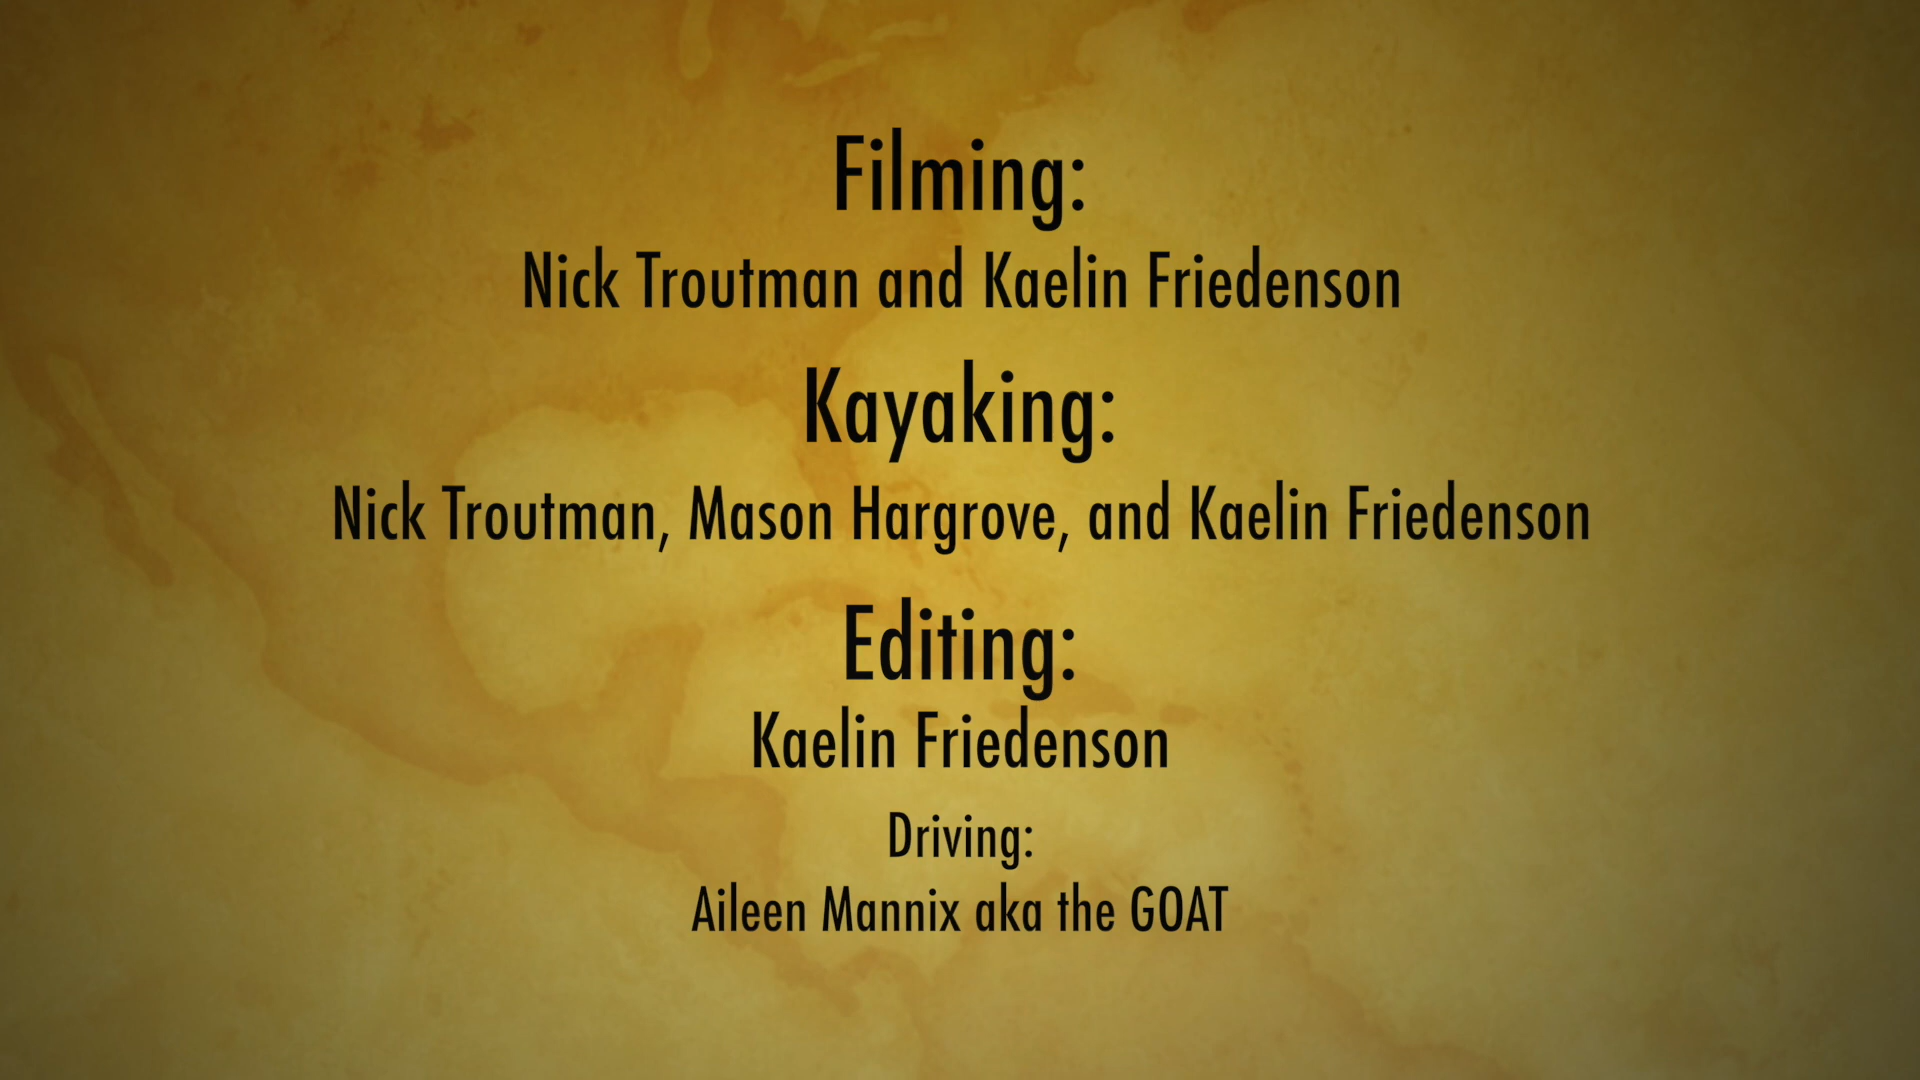 Filming:
Nick Troutman and Kaelin Friedenson
Kayaking:
Nick Troutman, Mason Hargrove, and Kaelin Friedenson
Editing:
Kaelin Friedenson
Driving:
Aileen Mannix aka the GOAT